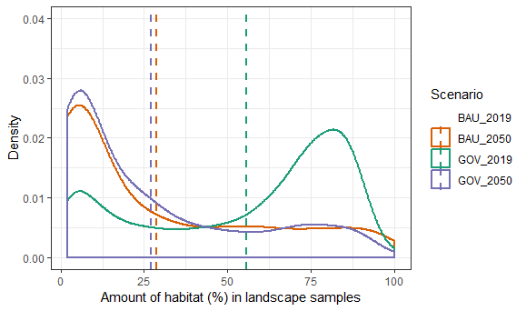 0.04
0.03
0.02
0.01
0.00
Density
0
25
50
75
100
Amount of habitat (%) in landscape samples
Scenario
BAU_2019
BAU_2050
GOV_2019
GOV_2050